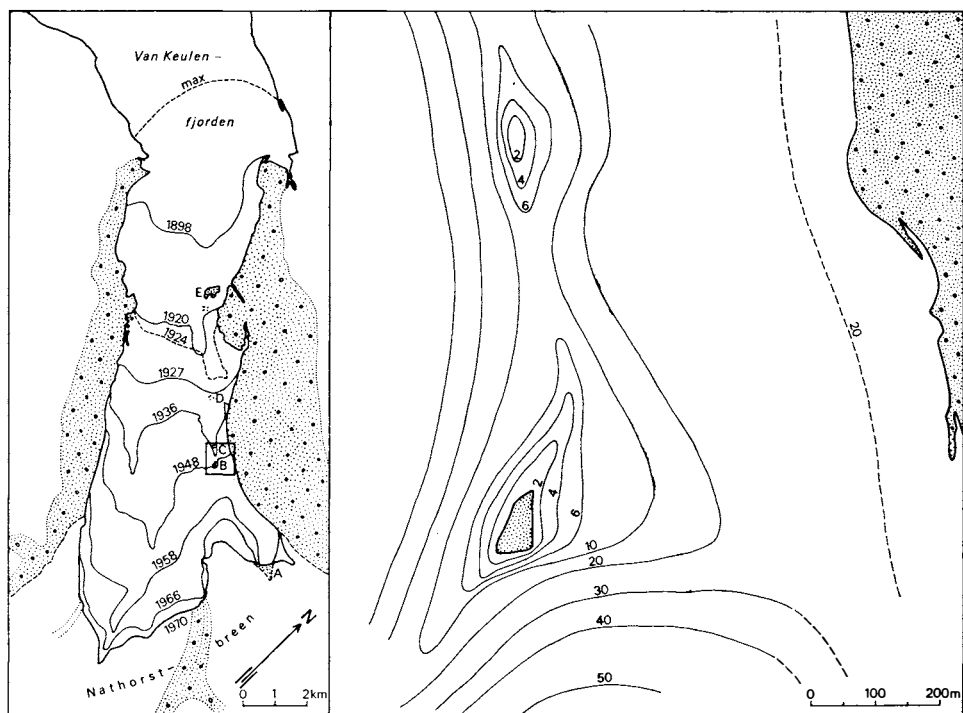 Van Keulen -
max
fjorden
1898
E
1920
1924
1927
D
1936
C
B
1948
1958
A
1966
1970
Nathorst-
breen
N
0 2km
2
4
6
20
2
4
6
10
20
30
40
50
0 100 200m